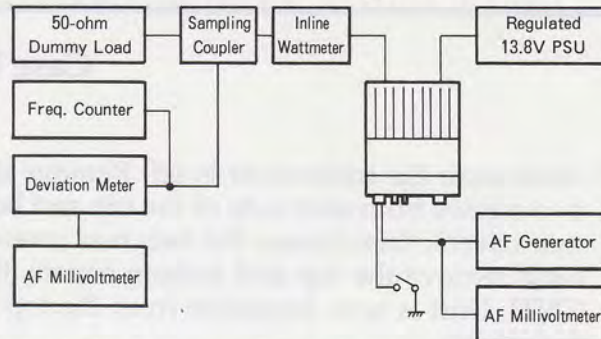 50-ohm
Dummy Load
Sampling
Coupler
Inline
Wattmeter
Regulated
13.8V PSU
Freq. Counter
Deviation Meter
AF Millivoltmeter
AF Generator
AF Millivoltmeter